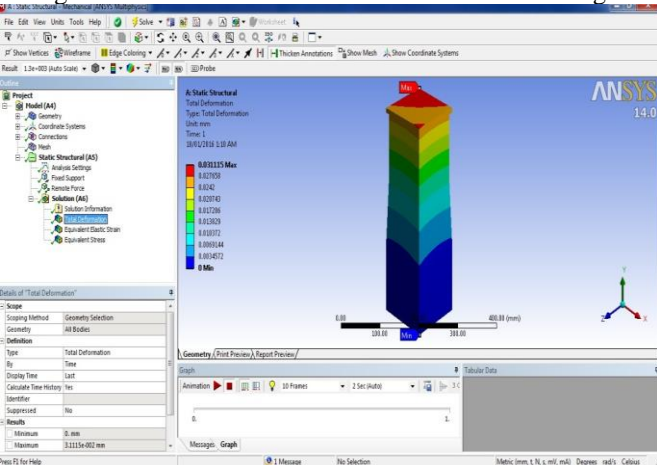 A : Static Structural - Mechanical [ANSYS Multiphysics]
File Edit View Units Tools Help Solve Worksheet
Show Vertices Wireframe Edge Coloring Thicken Annotations Show Mesh Show Coordinate Systems
Result 1.3e+003 (Auto Scale) Probe
Outline
Project
Model (A4)
Geometry
Coordinate Systems
Connections
Mesh
Static Structural (A5)
Analysis Settings
Fixed Support
Remote Force
Solution (A6)
Solution Information
Total Deformation
Equivalent Elastic Strain
Equivalent Stress
Details of "Total Deformation"
Scope
Scoping Method Geometry Selection
Geometry All Bodies
Definition
Type Total Deformation
By Time
Display Time Last
Calculate Time History Yes
Identifier
Suppressed No
Results
Minimum 0. mm
Maximum 3.1115e-002 mm
A: Static Structural
Total Deformation
Type: Total Deformation
Unit: mm
Time: 1
18/01/2016 1:10 AM
0.031115 Max
0.027658
0.0242
0.020743
0.017286
0.013829
0.010372
0.0069144
0.0034572
0 Min
Max
Min
ANSYS
14.0
Y
Z
X
0.00
400.00 (mm)
100.00
300.00
Geometry Print Preview Report Preview
Graph
Animation 10 Frames 2 Sec (Auto)
0.
1.
Messages Graph
Tabular Data
Press F1 for Help 1 Message No Selection Metric (mm, t, N, s, mV, mA) Degrees rad/s Celsius